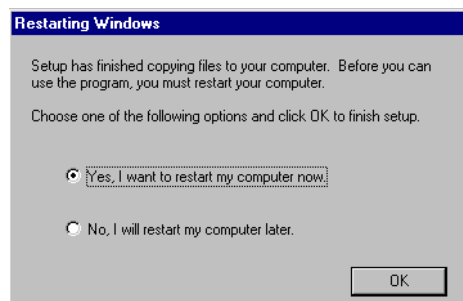 Restarting Windows
Setup has finished copying files to your computer. Before you can
use the program, you must restart your computer.
Choose one of the following options and click OK to finish setup.
Yes, I want to restart my computer now.
No, I will restart my computer later.
OK